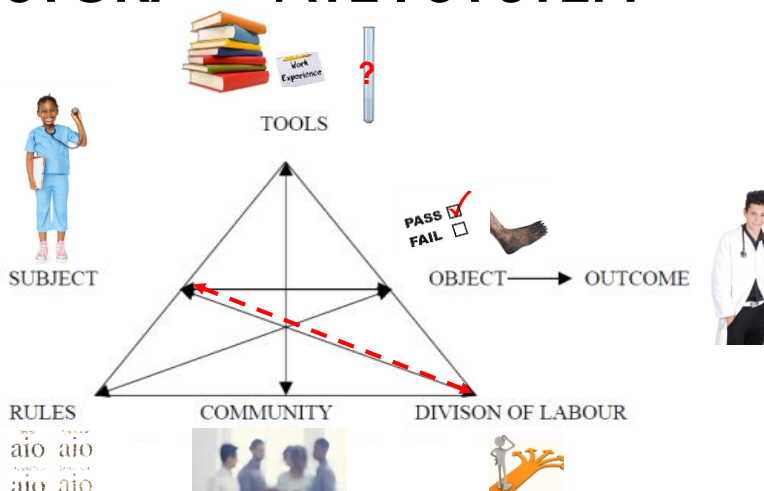 Work
Experience
?
TOOLS
PASS
FAIL
SUBJECT
OBJECT
OUTCOME
RULES
COMMUNITY
DIVISON OF LABOUR
aio aio
aio aio